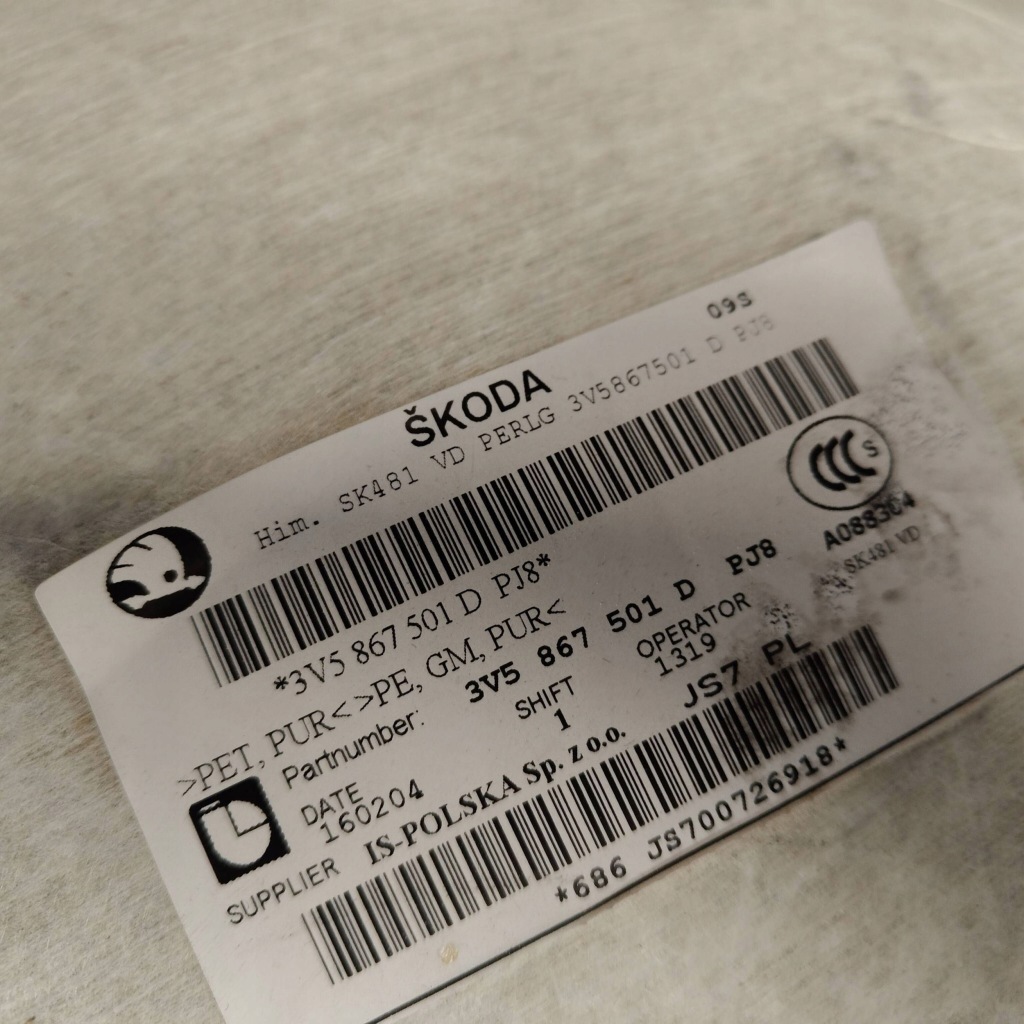 09S
ŠKODA
Him. SK481 VD PERLG 3V5867501 D PJ8
S
*3V5 867 501 D PJ8*
A088304
SK481 VD
>PET, PUR< >PE, GM, PUR<
Partnumber: 3V5 867 501 D PJ8
DATE SHIFT OPERATOR
160204 1 1319
SUPPLIER IS-POLSKA Sp. z o.o. JS7 PL
*686 JS700726918*